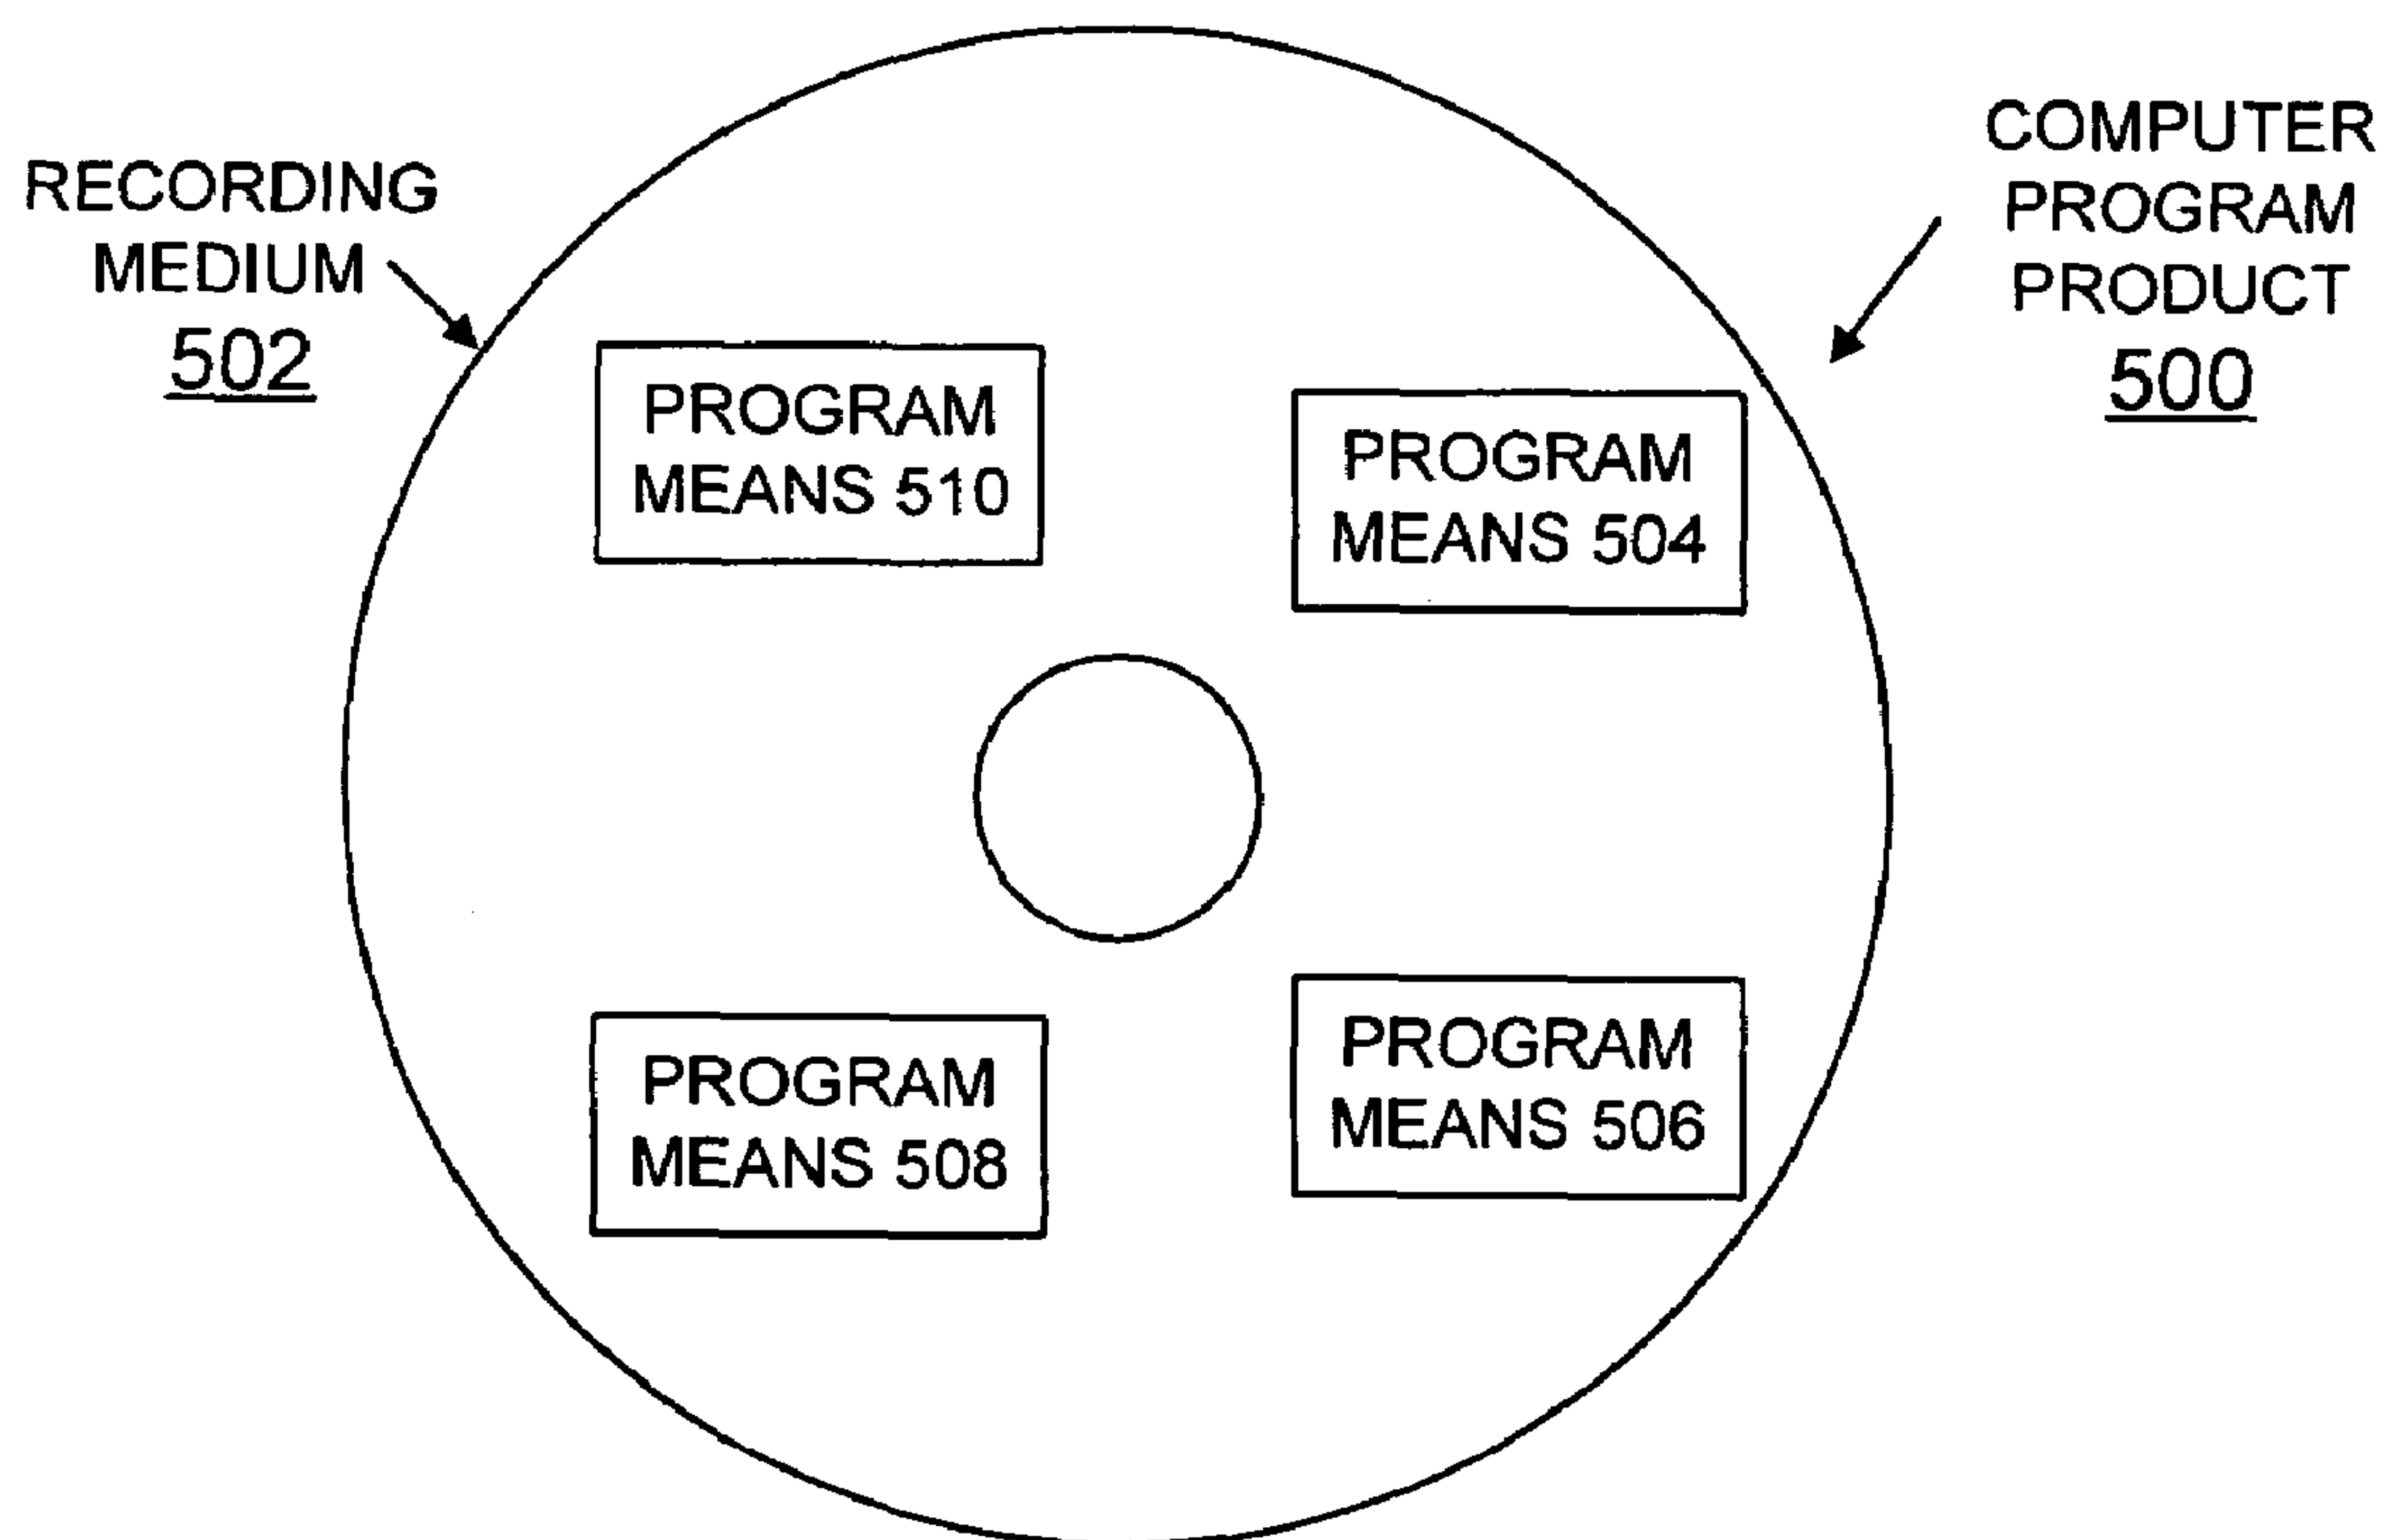 RECORDING
MEDIUM
502
COMPUTER
PROGRAM
PRODUCT
500
PROGRAM
MEANS 510
PROGRAM
MEANS 504
PROGRAM
MEANS 508
PROGRAM
MEANS 506